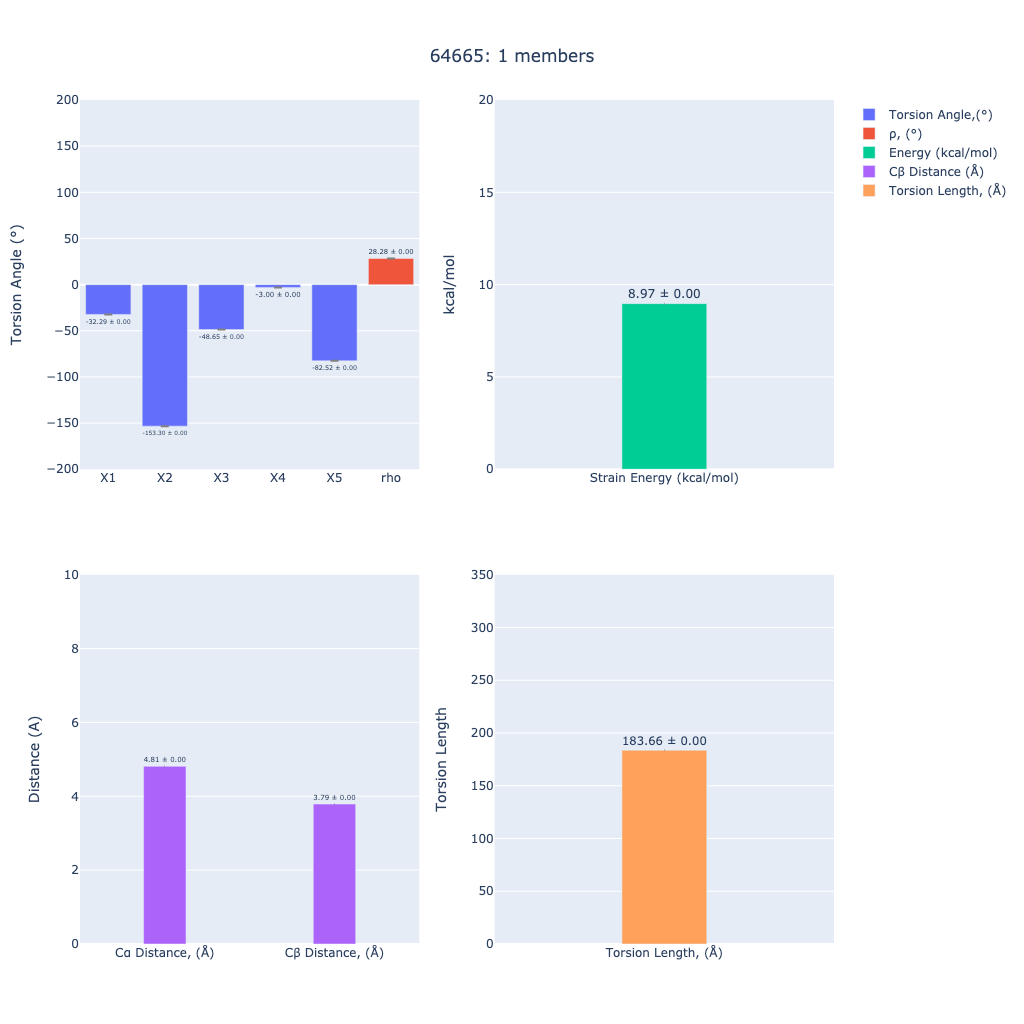 64665: 1 members
Torsion Angle (°)
200
150
100
50
0
−50
−100
−150
−200
-32.29 ± 0.00
-153.30 ± 0.00
-48.65 ± 0.00
-3.00 ± 0.00
-82.52 ± 0.00
28.28 ± 0.00
X1 X2 X3 X4 X5 rho
kcal/mol
20
15
10
5
0
8.97 ± 0.00
Strain Energy (kcal/mol)
Torsion Angle,(°)
ρ, (°)
Energy (kcal/mol)
Cβ Distance (Å)
Torsion Length, (Å)
Distance (A)
10
8
6
4
2
0
4.81 ± 0.00
3.79 ± 0.00
Cα Distance, (Å) Cβ Distance, (Å)
Torsion Length
350
300
250
200
150
100
50
0
183.66 ± 0.00
Torsion Length, (Å)